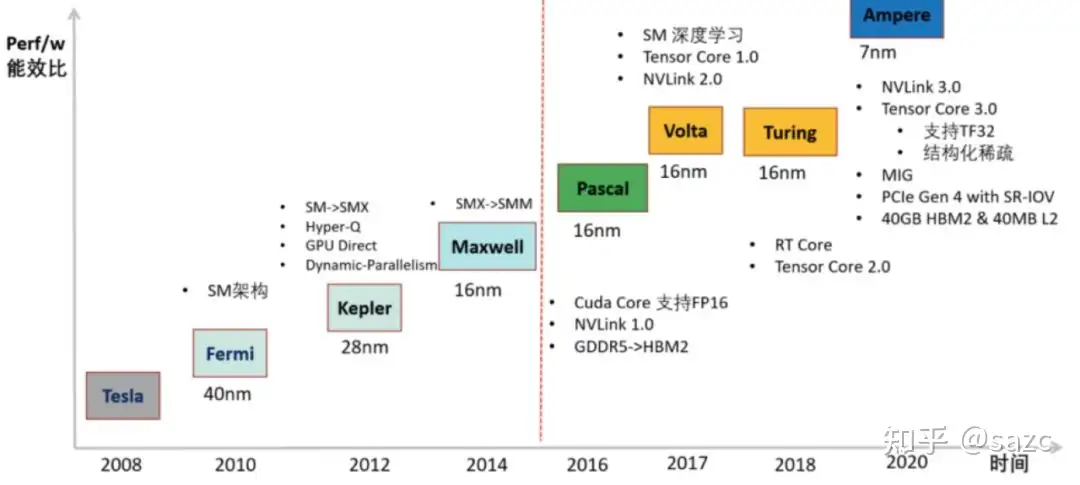 Perf/w
能效比
Tesla
Fermi
40nm
• SM架构
Kepler
28nm
• SM->SMX
• Hyper-Q
• GPU Direct
• Dynamic-Parallelism
Maxwell
16nm
• SMX->SMM
Pascal
16nm
• Cuda Core 支持FP16
• NVLink 1.0
• GDDR5->HBM2
• SM 深度学习
• Tensor Core 1.0
• NVLink 2.0
Volta
16nm
Turing
16nm
• RT Core
• Tensor Core 2.0
Ampere
7nm
• NVLink 3.0
• Tensor Core 3.0
• 支持TF32
• 结构化稀疏
• MIG
• PCIe Gen 4 with SR-IOV
• 40GB HBM2 & 40MB L2
2008 2010 2012 2014 2016 2017 2018 2020 时间
知乎 @sazc